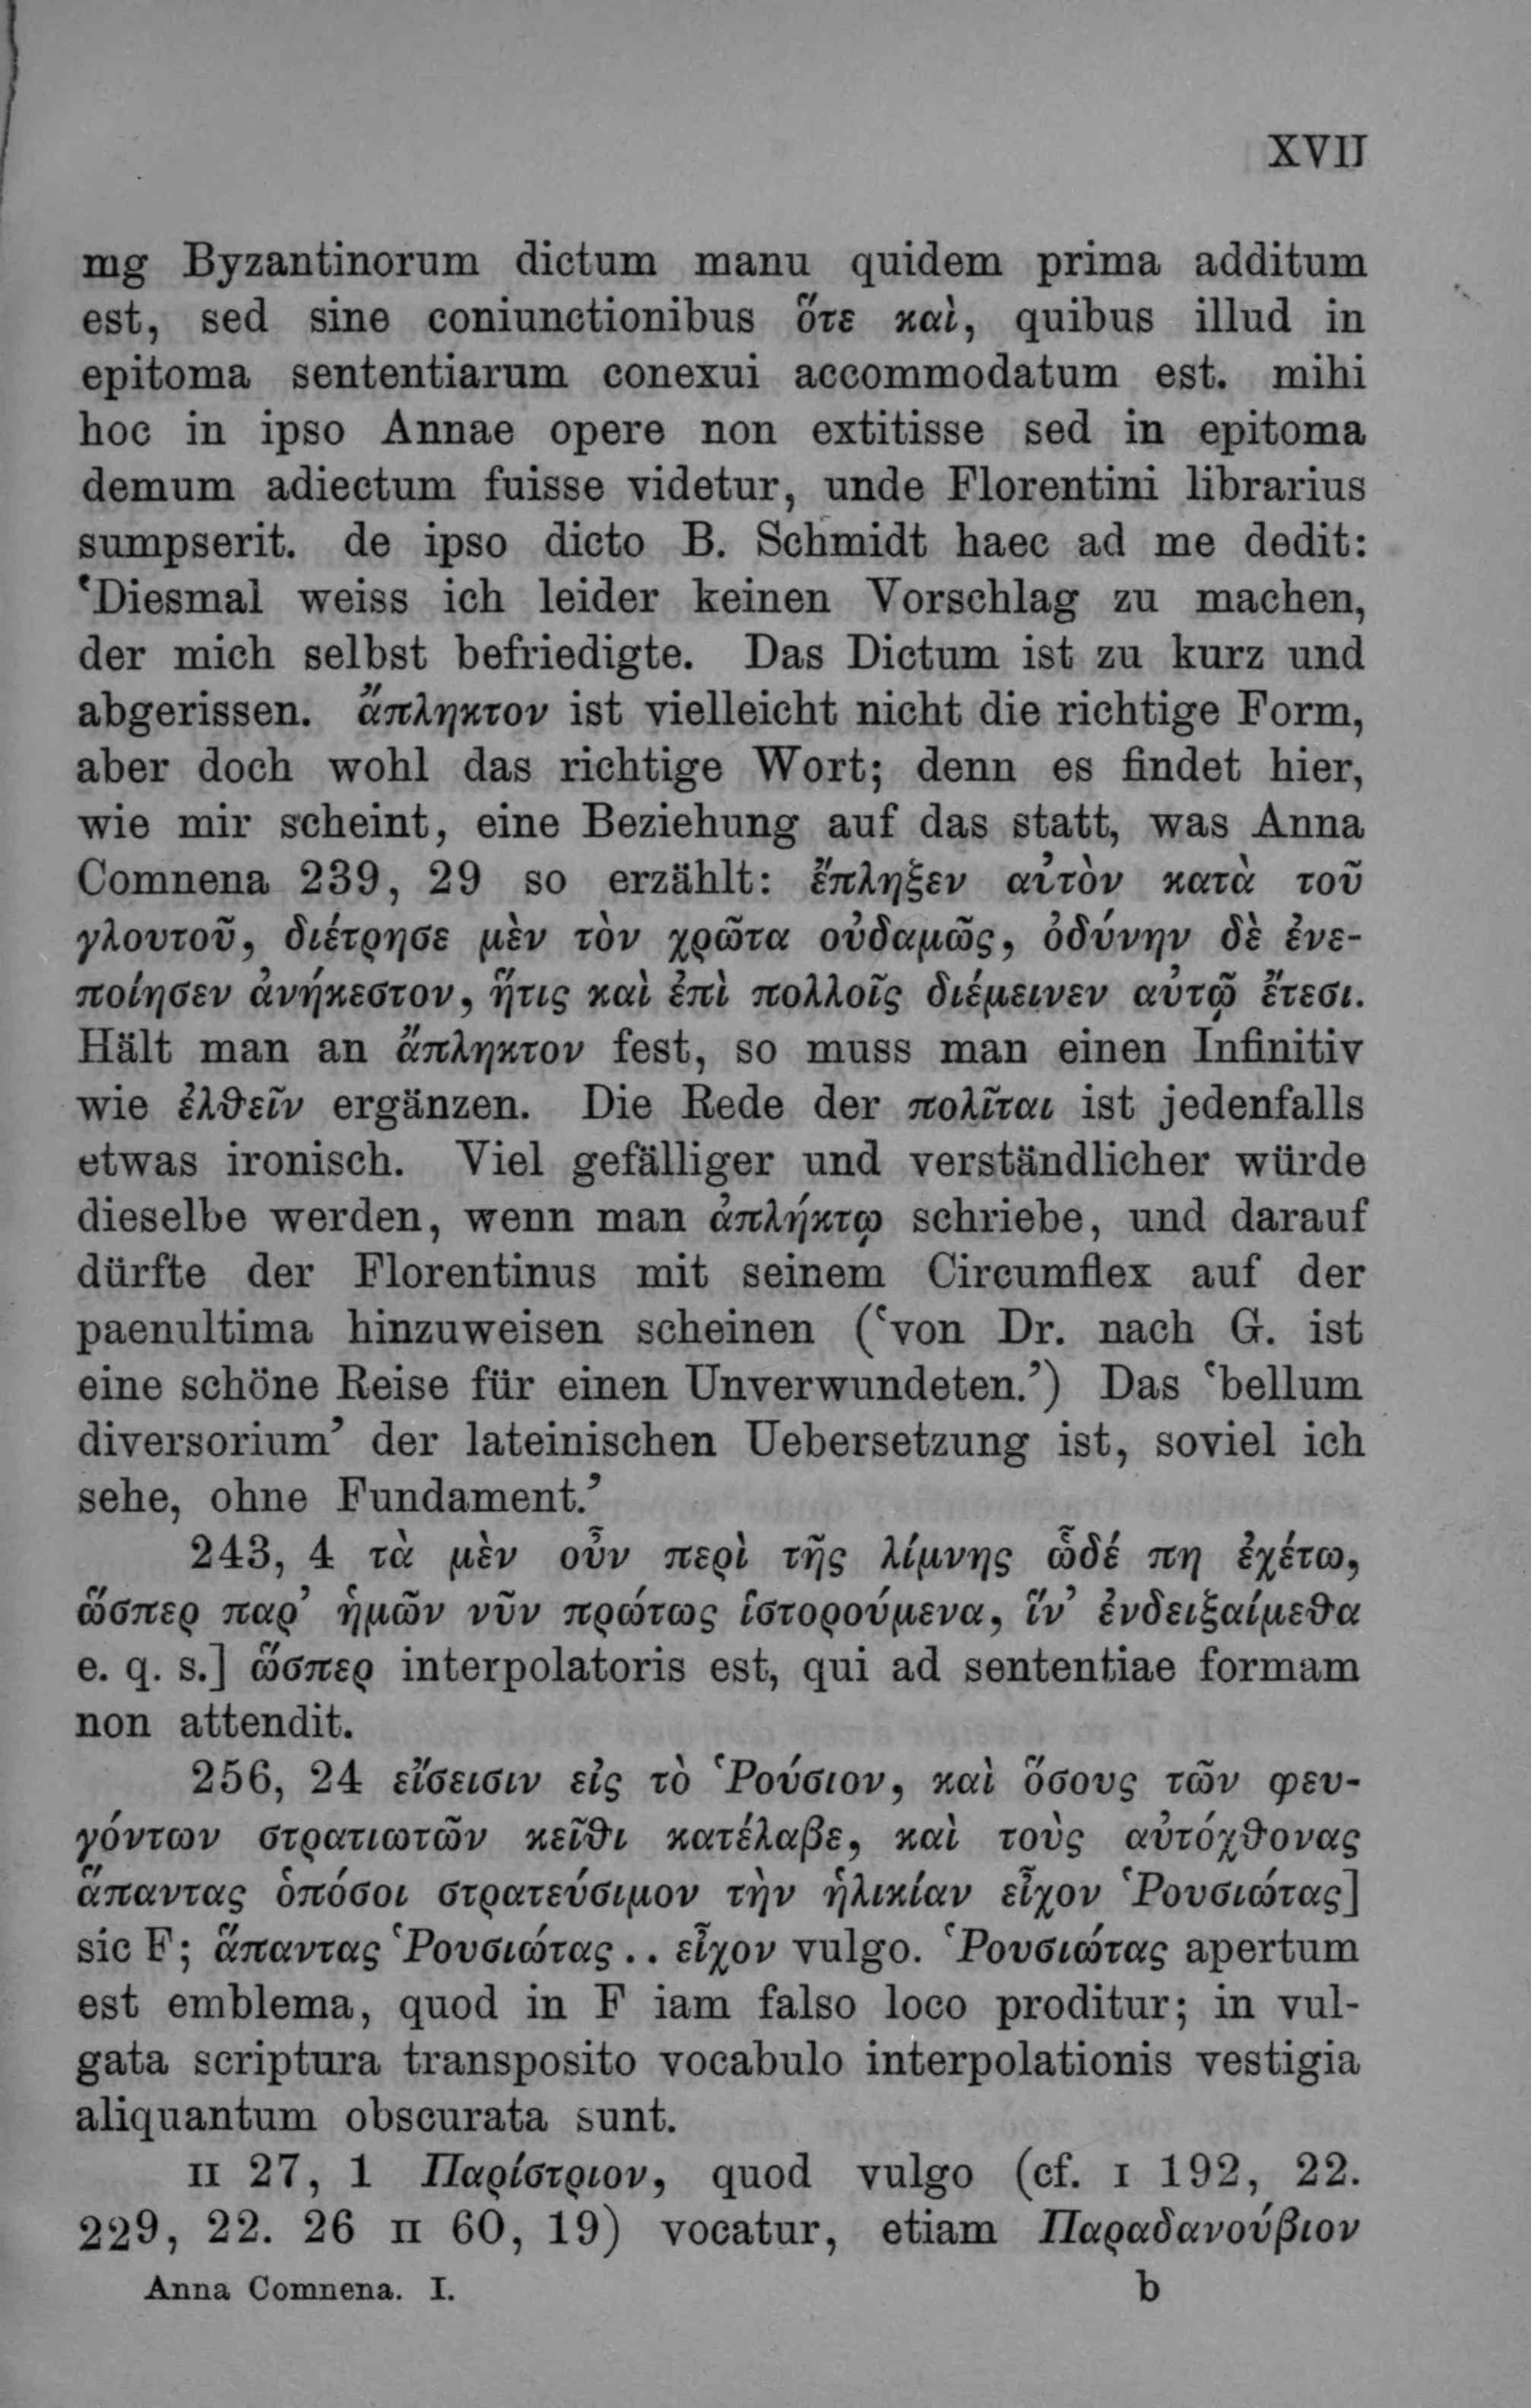 XVII
mg Byzantinorum dictum manu quidem prima additum
est, sed sine coniunctionibus ὅτε καὶ, quibus illud in
epitoma sententiarum conexui accommodatum est. mihi
hoc in ipso Annae opere non extitisse sed in epitoma
demum adiectum fuisse videtur, unde Florentini librarius
sumpserit. de ipso dicto B. Schmidt haec ad me dedit:
‘Diesmal weiss ich leider keinen Vorschlag zu machen,
der mich selbst befriedigte. Das Dictum ist zu kurz und
abgerissen. ἄπληκτον ist vielleicht nicht die richtige Form,
aber doch wohl das richtige Wort; denn es findet hier,
wie mir scheint, eine Beziehung auf das statt, was Anna
Comnena 239, 29 so erzählt: ἔπληξεν αὐτὸν κατὰ τοῦ
γλουτοῦ, διέτρησε μὲν τὸν χρῶτα οὐδαμῶς, ὀδύνην δὲ ἐνε-
ποίησεν ἀνήκεστον, ἥτις καὶ ἐπὶ πολλοῖς διέμεινεν αὐτῷ ἔτεσι.
Hält man an ἄπληκτον fest, so muss man einen Infinitiv
wie ἐλθεῖν ergänzen. Die Rede der πολῖται ist jedenfalls
etwas ironisch. Viel gefälliger und verständlicher würde
dieselbe werden, wenn man ἀπλήκτῳ schriebe, und darauf
dürfte der Florentinus mit seinem Circumflex auf der
paenultima hinzuweisen scheinen (‘von Dr. nach G. ist
eine schöne Reise für einen Unverwundeten.’) Das ‘bellum
diversorium’ der lateinischen Uebersetzung ist, soviel ich
sehe, ohne Fundament.’
243, 4 τὰ μὲν οὖν περὶ τῆς λίμνης ὧδέ πη ἐχέτω,
ὥσπερ παρ’ ἡμῶν νῦν πρώτως ἱστορούμενα, ἵν’ ἐνδειξαίμεθα
e. q. s.] ὥσπερ interpolatoris est, qui ad sententiae formam
non attendit.
256, 24 εἴσεισιν εἰς τὸ Ῥούσιον, καὶ ὅσους τῶν φευ-
γόντων στρατιωτῶν κεῖθι κατέλαβε, καὶ τοὺς αὐτόχθονας
ἅπαντας ὁπόσοι στρατεύσιμον τὴν ἡλικίαν εἶχον Ῥουσιώτας]
sic F; ἅπαντας Ῥουσιώτας .. εἶχον vulgo. Ῥουσιώτας apertum
est emblema, quod in F iam falso loco proditur; in vul-
gata scriptura transposito vocabulo interpolationis vestigia
aliquantum obscurata sunt.
II 27, 1 Παρίστριον, quod vulgo (cf. I 192, 22.
229, 22. 26 II 60, 19) vocatur, etiam Παραδανούβιον
Anna Comnena. I. b